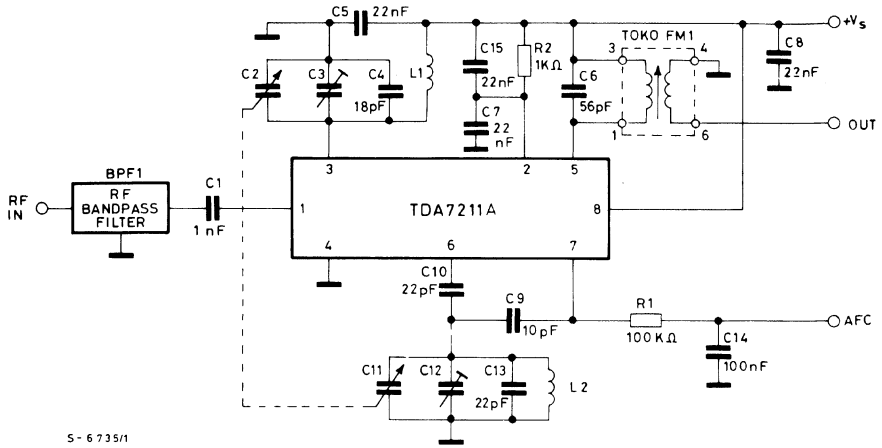 C5
22nF
+Vs
TOKO FM1
C2
C3
C4
18pF
L1
C15
22nF
R2
1KΩ
C6
56pF
3
4
1
6
C8
22nF
C7
22
nF
OUT
3
2
5
BPF1
RF
IN
RF
BANDPASS
FILTER
C1
1nF
1
TDA7211A
8
4
6
7
C10
22pF
C9
10pF
R1
100KΩ
AFC
C14
100nF
C11
C12
C13
22pF
L2
S-6735/1